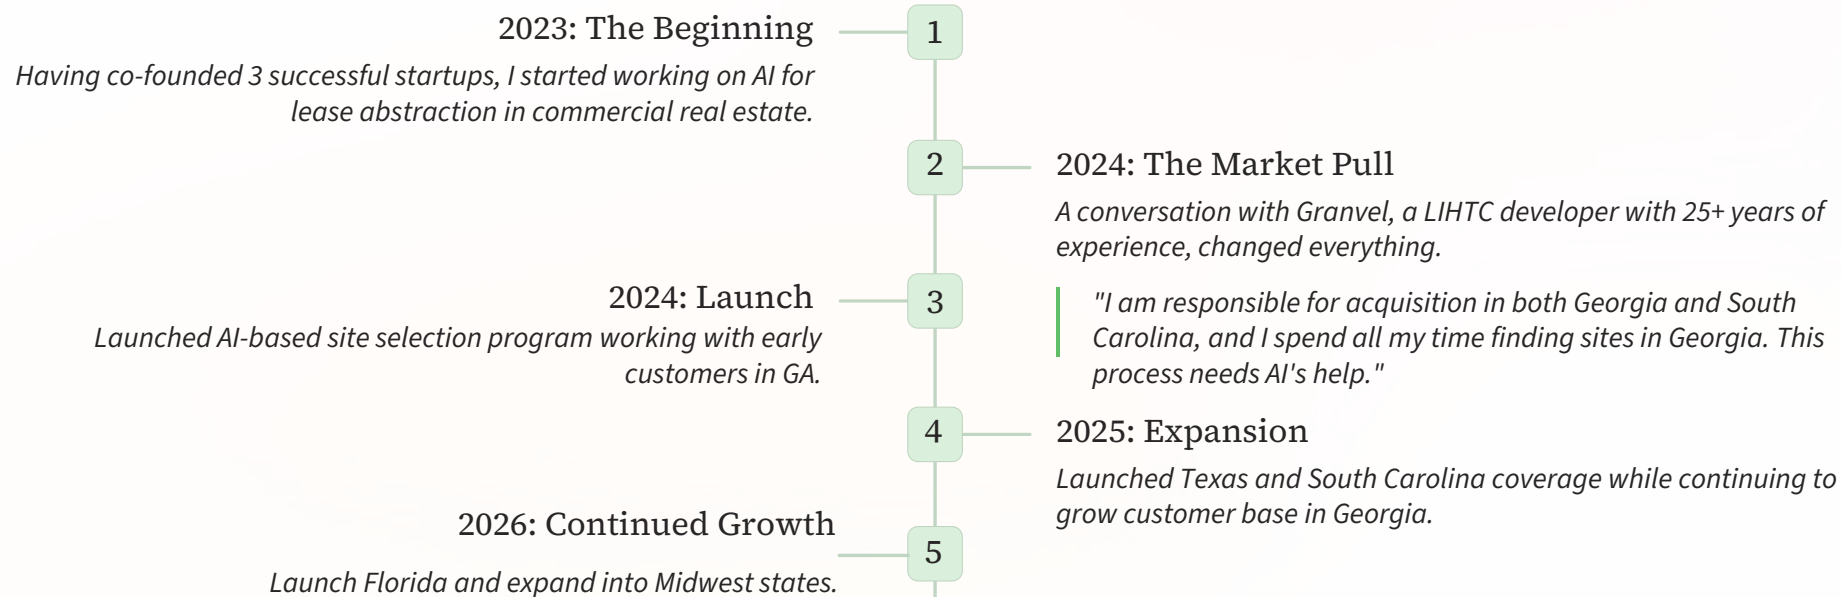 2023: The Beginning
1
Having co-founded 3 successful startups, I started working on AI for
lease abstraction in commercial real estate.
2
2024: The Market Pull
A conversation with Granvel, a LIHTC developer with 25+ years of
experience, changed everything.
"I am responsible for acquisition in both Georgia and South
Carolina, and I spend all my time finding sites in Georgia. This
process needs AI's help."
2024: Launch
3
Launched AI-based site selection program working with early
customers in GA.
4
2025: Expansion
Launched Texas and South Carolina coverage while continuing to
grow customer base in Georgia.
2026: Continued Growth
5
Launch Florida and expand into Midwest states.